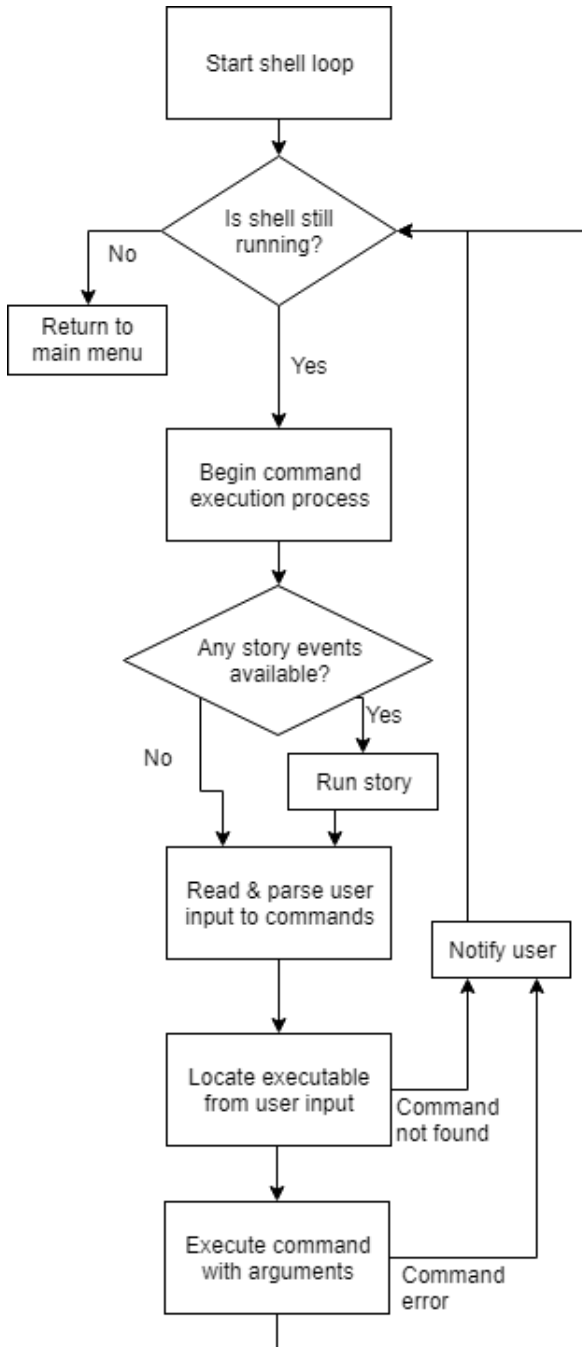 Start shell loop
Is shell still
running?
No
Return to
main menu
Yes
Begin command
execution process
Any story events
available?
Yes
No
Run story
Read & parse user
input to commands
Notify user
Locate executable
from user input
Command
not found
Execute command
with arguments
Command
error